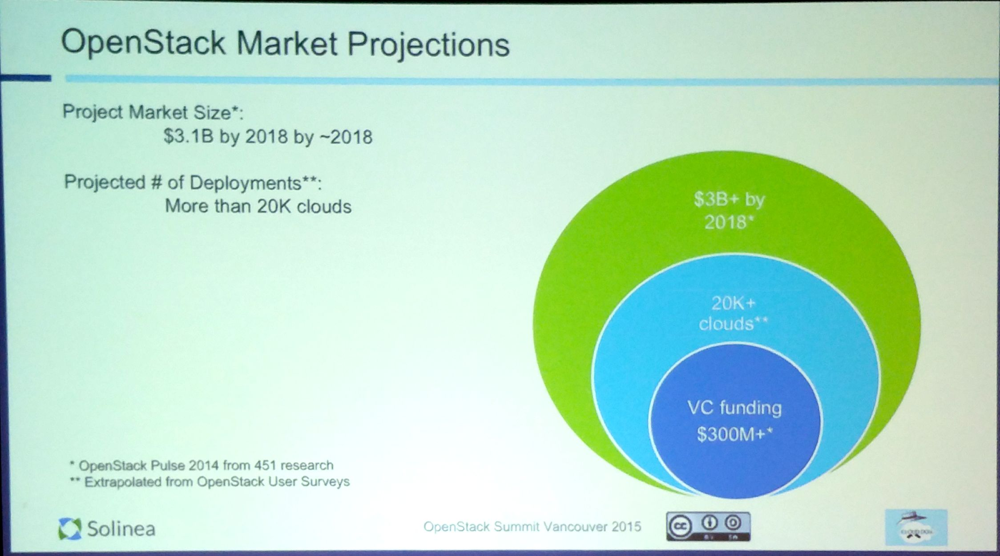 OpenStack Market Projections
Project Market Size*:
$3.1B by 2018 by ~2018
Projected # of Deployments**:
More than 20K clouds
$3B+ by
2018*
20K+
clouds**
VC funding
$300M+*
* OpenStack Pulse 2014 from 451 research
** Extrapolated from OpenStack User Surveys
Solinea
OpenStack Summit Vancouver 2015
cc
BY SA